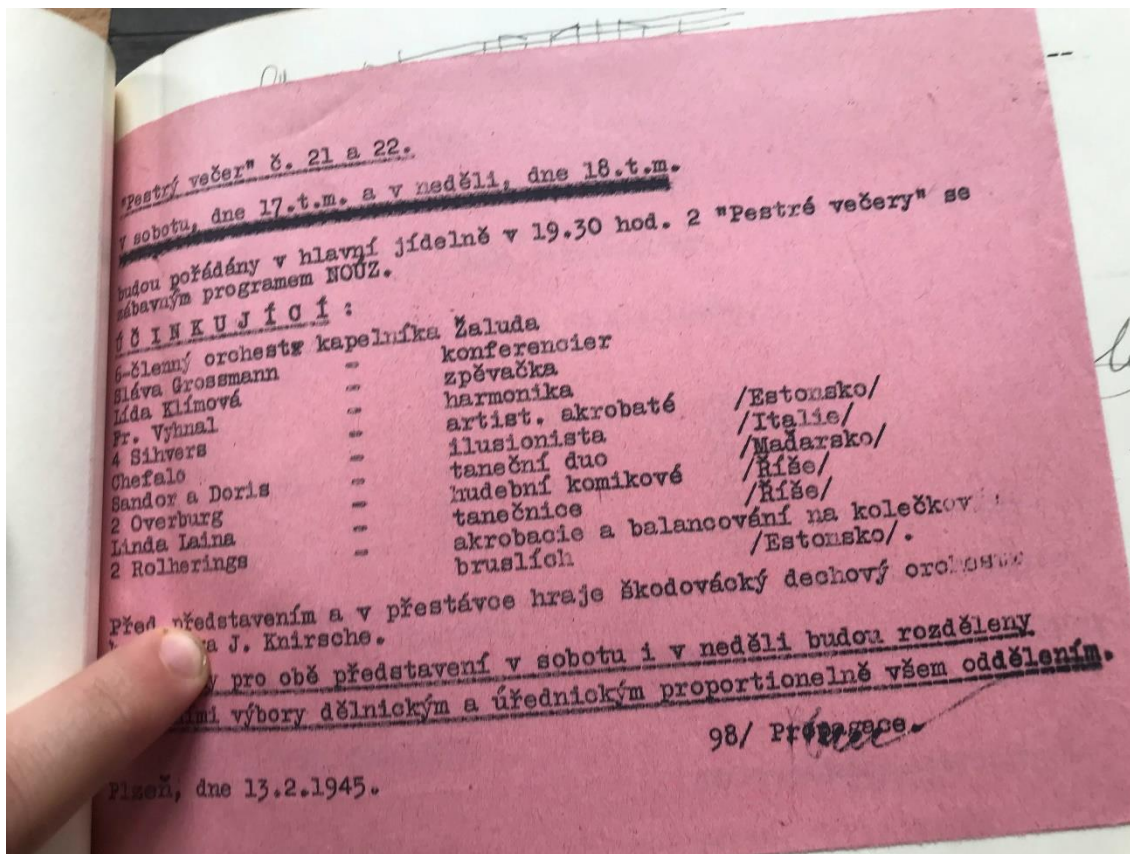 "Pestrý večer" č. 21 a 22.
V sobotu, dne 17.t.m. a v neděli, dne 18.t.m.
budou pořádány v hlavní jídelně v 19.30 hod. 2 "Pestré večery" se
zábavným programem NOÚZ.
ÚČINKUJÍCÍ :
6-členný orchestr kapelníka Žaluda
Sláva Grossmann - konferencier
Lída Klímová - zpěvačka
Fr. Vyhnal - harmonika
4 Sihvers - artist. akrobaté /Estonsko/
Chefalo - ilusionista /Italie/
Sandor a Doris - taneční duo /Maďarsko/
2 Overburg - hudební komikové /Říše/
Linda Laina - tanečnice /Říše/
2 Rolherings - akrobacie a balancování na kolečkov
bruslích /Estonsko/.
Před představením a v přestávce hraje škodovácký dechový
J. Knirsche.
pro obě představení v sobotu i v neděli budou rozděleny
výbory dělnickým a úřednickým proportionelně všem oddělením.
98/ Propagace.
Plzeň, dne 13.2.1945.